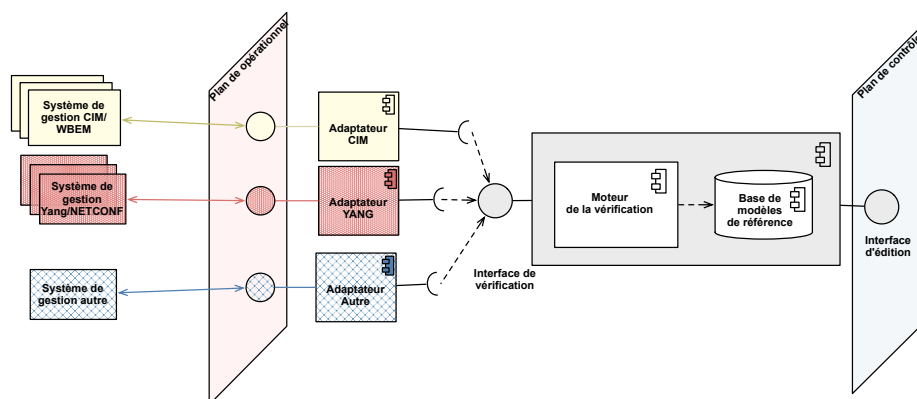 Plan de opérationnel
Plan de contrôle
Système de
gestion CIM/
WBEM
Adaptateur
CIM
Système de
gestion
Yang/NETCONF
Adaptateur
YANG
Moteur
de la vérification
Base de
modèles
de référence
Interface
d'édition
Interface de
vérification
Système de
gestion autre
Adaptateur
Autre